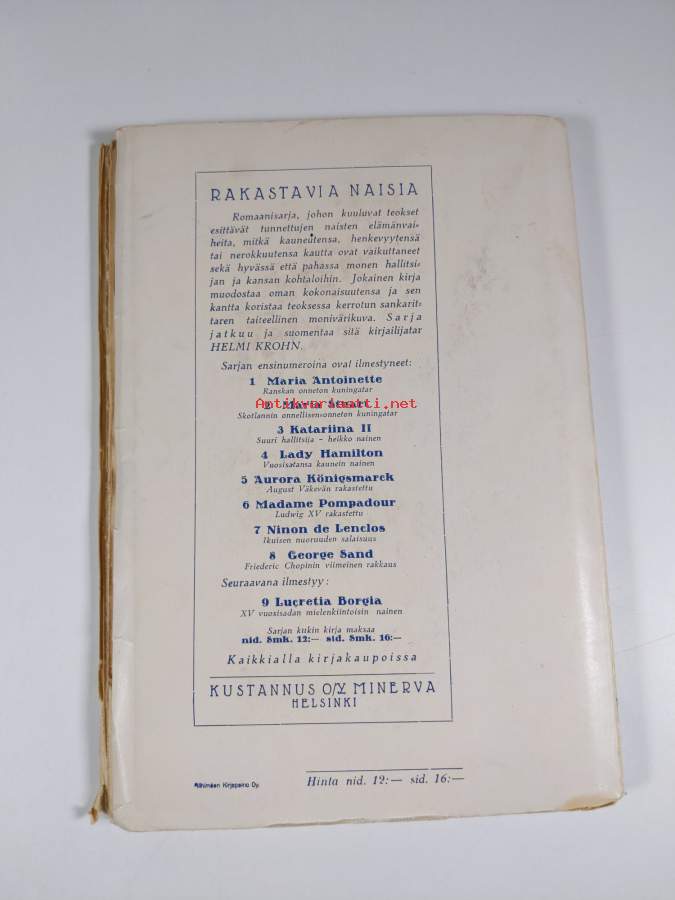 RAKASTAVIA NAISIA
Romaanisarja, johon kuuluvat teokset
esittävät tunnettujen naisten elämänvai-
heita, mitkä kauneutensa, henkevyytensä
tai nerokkuutensa kautta ovat vaikuttaneet
sekä hyvässä että pahassa monen hallitsi-
jan ja kansan kohtaloihin. Jokainen kirja
muodostaa oman kokonaisuutensa ja sen
kantta koristaa teoksessa kerrotun sankarit-
taren taiteellinen monivärikuva. Sarja
jatkuu ja suomentaa sitä kirjailijatar
HELMI KROHN.
Sarjan ensinumeroina ovat ilmestyneet:
1 Maria Antoinette
Ranskan onneton kuningatar
2 Maria Stuart
Antikvariaatti.net
Skotlannin onnellisen-onneton kuningatar
3 Katariina II
Suuri hallitsija - heikko nainen
4 Lady Hamilton
Vuosisatansa kaunein nainen
5 Aurora Königsmarck
August Väkevän rakastettu
6 Madame Pompadour
Ludwig XV rakastettu
7 Ninon de Lenclos
Ikuisen nuoruuden salaisuus
8 George Sand
Friederic Chopinin viimeinen rakkaus
Seuraavana ilmestyy:
9 Lucretia Borgia
XV vuosisadan mielenkiintoisin nainen
Sarjan kukin kirja maksaa
nid. Smk. 12:— sid. Smk. 16:—
Kaikkialla kirjakaupoissa
KUSTANNUS O/Y MINERVA
HELSINKI
Hinta nid. 12:— sid. 16:—
Riihimäen Kirjapaino Oy.